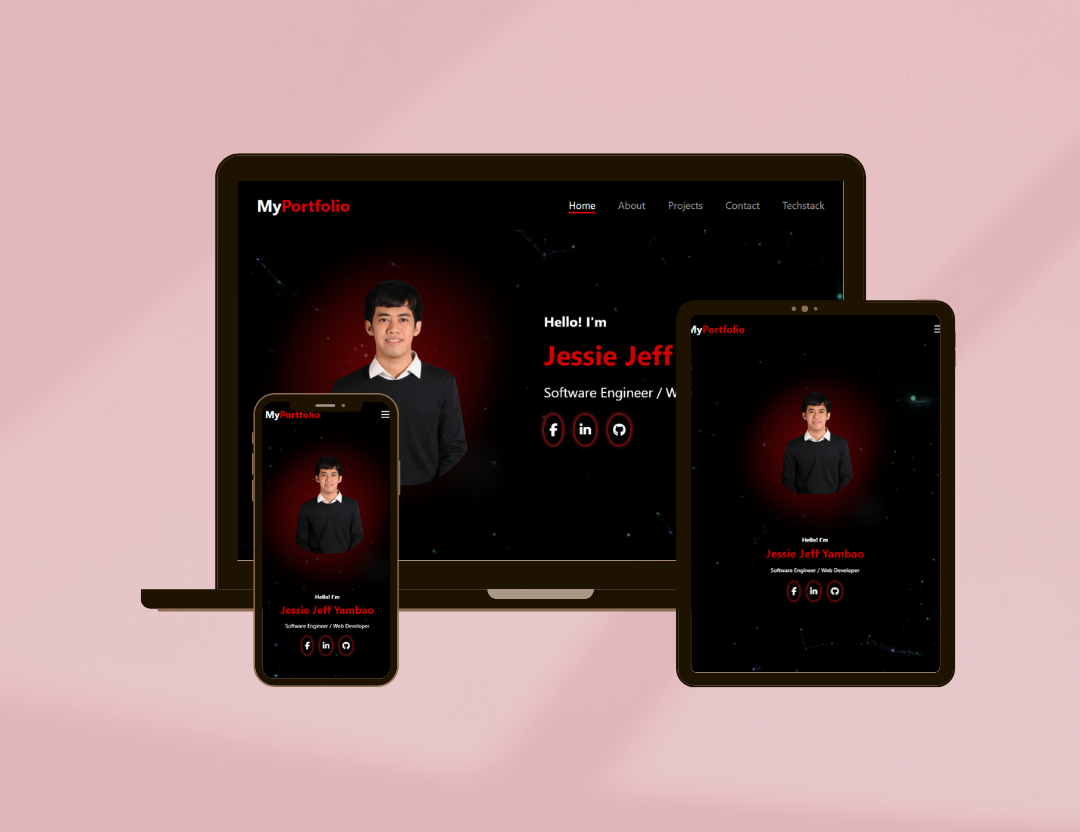 MyPortfolio
Home About Projects Contact Techstack
Hello! I'm
Jessie Jeff
Software Engineer / W
MyPortfolio
Hello! I'm
Jessie Jeff Yambao
Software Engineer / Web Developer
MyPortfolio
Hello! I'm
Jessie Jeff Yambao
Software Engineer / Web Developer